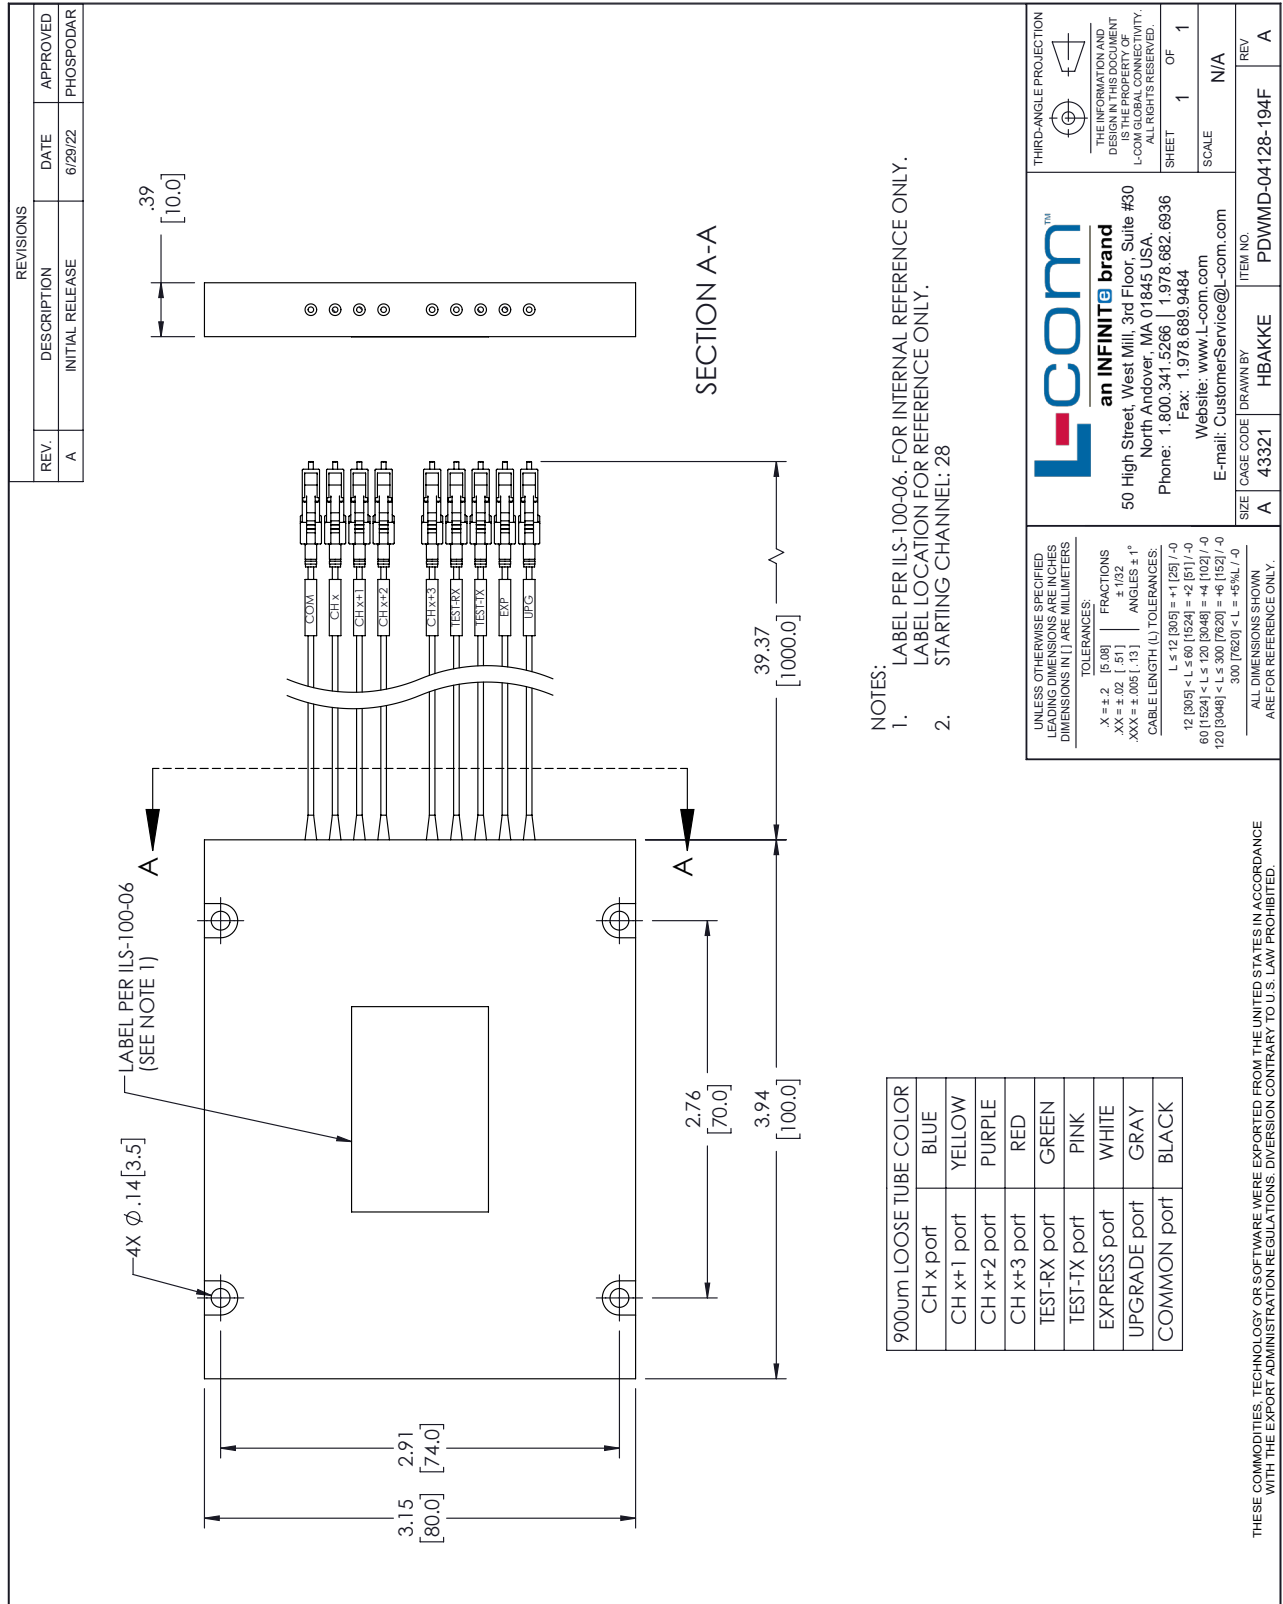 REVISIONS
REV. DESCRIPTION DATE APPROVED
A INITIAL RELEASE 6/29/22 PHOSPODAR
4X Ø.14[3.5]
LABEL PER ILS-100-06
(SEE NOTE 1)
A
A
COM
CH x
CH x+1
CH x+2
CH x+3
TEST-RX
TEST-TX
EXP
UPG
.39
[10.0]
3.15
[80.0]
2.91
[74.0]
2.76
[70.0]
3.94
[100.0]
39.37
[1000.0]
SECTION A-A
900um LOOSE TUBE COLOR
CH x port BLUE
CH x+1 port YELLOW
CH x+2 port PURPLE
CH x+3 port RED
TEST-RX port GREEN
TEST-TX port PINK
EXPRESS port WHITE
UPGRADE port GRAY
COMMON port BLACK
NOTES:
1. LABEL PER ILS-100-06. FOR INTERNAL REFERENCE ONLY.
LABEL LOCATION FOR REFERENCE ONLY.
2. STARTING CHANNEL: 28
UNLESS OTHERWISE SPECIFIED
LEADING DIMENSIONS ARE INCHES
DIMENSIONS IN [ ] ARE MILLIMETERS
TOLERANCES:
.X = ± .2 [5.08] FRACTIONS
.XX = ± .02 [ .51 ] ± 1/32
.XXX = ± .005 [ .13 ] ANGLES ± 1°
CABLE LENGTH (L) TOLERANCES:
L ≤ 12 [305] = +1 [25] / -0
12 [305] < L ≤ 60 [1524] = +2 [51] / -0
60 [1524] < L ≤ 120 [3048] = +4 [102] / -0
120 [3048] < L ≤ 300 [7620] = +6 [152] / -0
300 [7620] < L = +5%L / -0
ALL DIMENSIONS SHOWN
ARE FOR REFERENCE ONLY.
L-com™
an INFINITe brand
50 High Street, West Mill, 3rd Floor, Suite #30
North Andover, MA 01845 USA.
Phone: 1.800.341.5266 | 1.978.682.6936
Fax: 1.978.689.9484
Website: www.L-com.com
E-mail: CustomerService@L-com.com
THIRD-ANGLE PROJECTION
THE INFORMATION AND
DESIGN IN THIS DOCUMENT
IS THE PROPERTY OF
L-COM GLOBAL CONNECTIVITY.
ALL RIGHTS RESERVED.
SHEET 1 OF 1
SCALE N/A
SIZE A
CAGE CODE 43321
DRAWN BY HBAKKE
ITEM NO. PDWMD-04128-194F
REV A
THESE COMMODITIES, TECHNOLOGY OR SOFTWARE WERE EXPORTED FROM THE UNITED STATES IN ACCORDANCE
WITH THE EXPORT ADMINISTRATION REGULATIONS. DIVERSION CONTRARY TO U.S. LAW PROHIBITED.